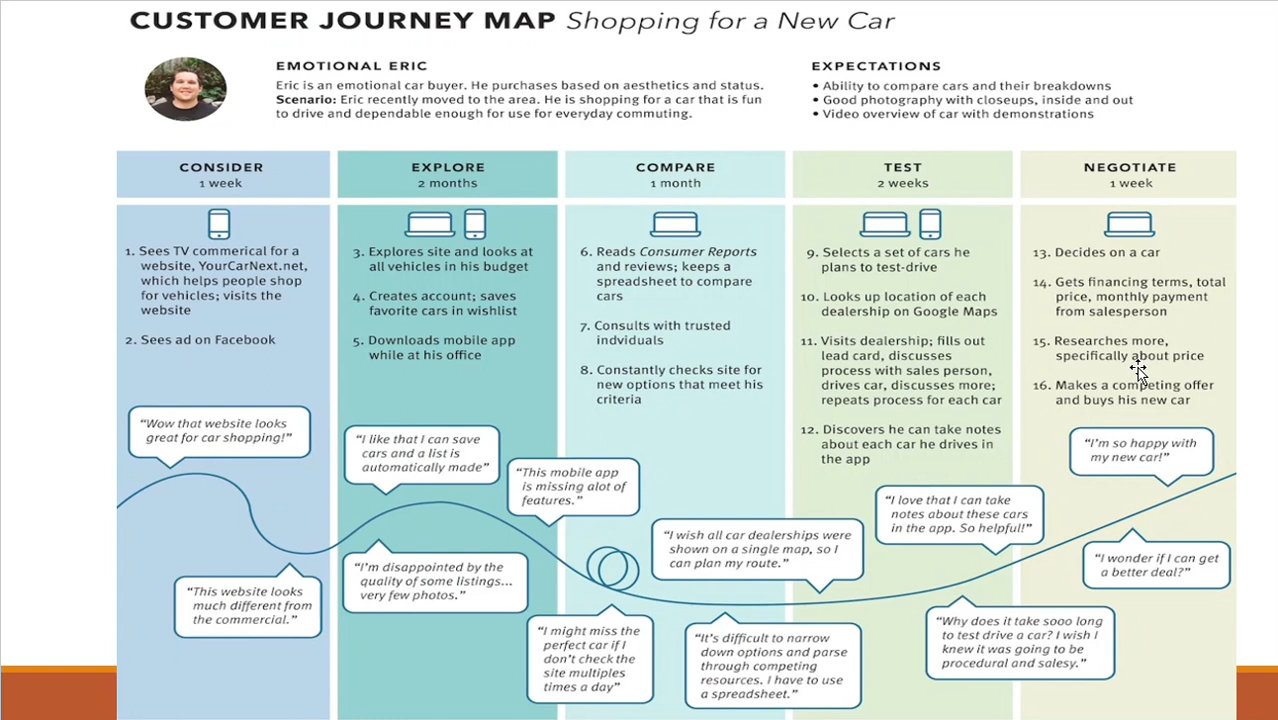 CUSTOMER JOURNEY MAP Shopping for a New Car
EMOTIONAL ERIC
Eric is an emotional car buyer. He purchases based on aesthetics and status.
Scenario: Eric recently moved to the area. He is shopping for a car that is fun
to drive and dependable enough for use for everyday commuting.
EXPECTATIONS
• Ability to compare cars and their breakdowns
• Good photography with closeups, inside and out
• Video overview of car with demonstrations
CONSIDER
1 week
1. Sees TV commerical for a
website, YourCarNext.net,
which helps people shop
for vehicles; visits the
website
2. Sees ad on Facebook
“Wow that website looks
great for car shopping!”
“This website looks
much different from
the commercial.”
EXPLORE
2 months
3. Explores site and looks at
all vehicles in his budget
4. Creates account; saves
favorite cars in wishlist
5. Downloads mobile app
while at his office
“I like that I can save
cars and a list is
automatically made”
“This mobile app
is missing alot of
features.”
“I’m disappointed by the
quality of some listings...
very few photos.”
COMPARE
1 month
6. Reads Consumer Reports
and reviews; keeps a
spreadsheet to compare
cars
7. Consults with trusted
indviduals
8. Constantly checks site for
new options that meet his
criteria
“I might miss the
perfect car if I
don’t check the
site multiples
times a day”
“I wish all car dealerships were
shown on a single map, so I
can plan my route.”
“It’s difficult to narrow
down options and parse
through competing
resources. I have to use
a spreadsheet.”
TEST
2 weeks
9. Selects a set of cars he
plans to test-drive
10. Looks up location of each
dealership on Google Maps
11. Visits dealership; fills out
lead card, discusses
process with sales person,
drives car, discusses more;
repeats process for each car
12. Discovers he can take notes
about each car he drives in
the app
“I love that I can take
notes about these cars
in the app. So helpful!”
“Why does it take sooo long
to test drive a car? I wish I
knew it was going to be
procedural and salesy.”
NEGOTIATE
1 week
13. Decides on a car
14. Gets financing terms, total
price, monthly payment
from salesperson
15. Researches more,
specifically about price
16. Makes a competing offer
and buys his new car
“I’m so happy with
my new car!”
“I wonder if I can get
a better deal?”